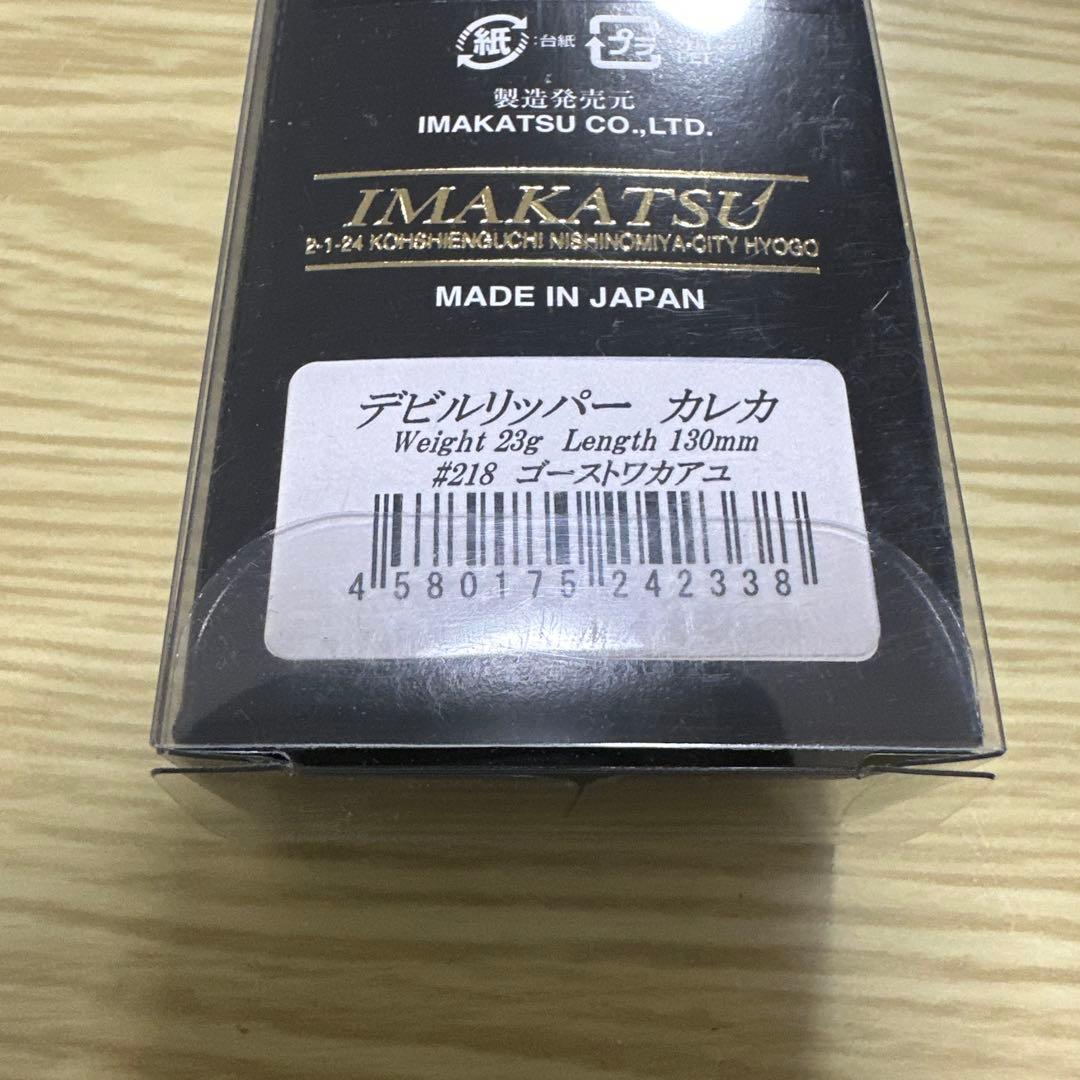 紙 :台紙 プラ
製造発売元
IMAKATSU CO.,LTD.
IMAKATSU
2-1-24 KOHSHIENGUCHI NISHINOMIYA-CITY HYOGO
MADE IN JAPAN
デビルリッパー カレカ
Weight 23g Length 130mm
#218 ゴーストワカアユ
4 580175 242338